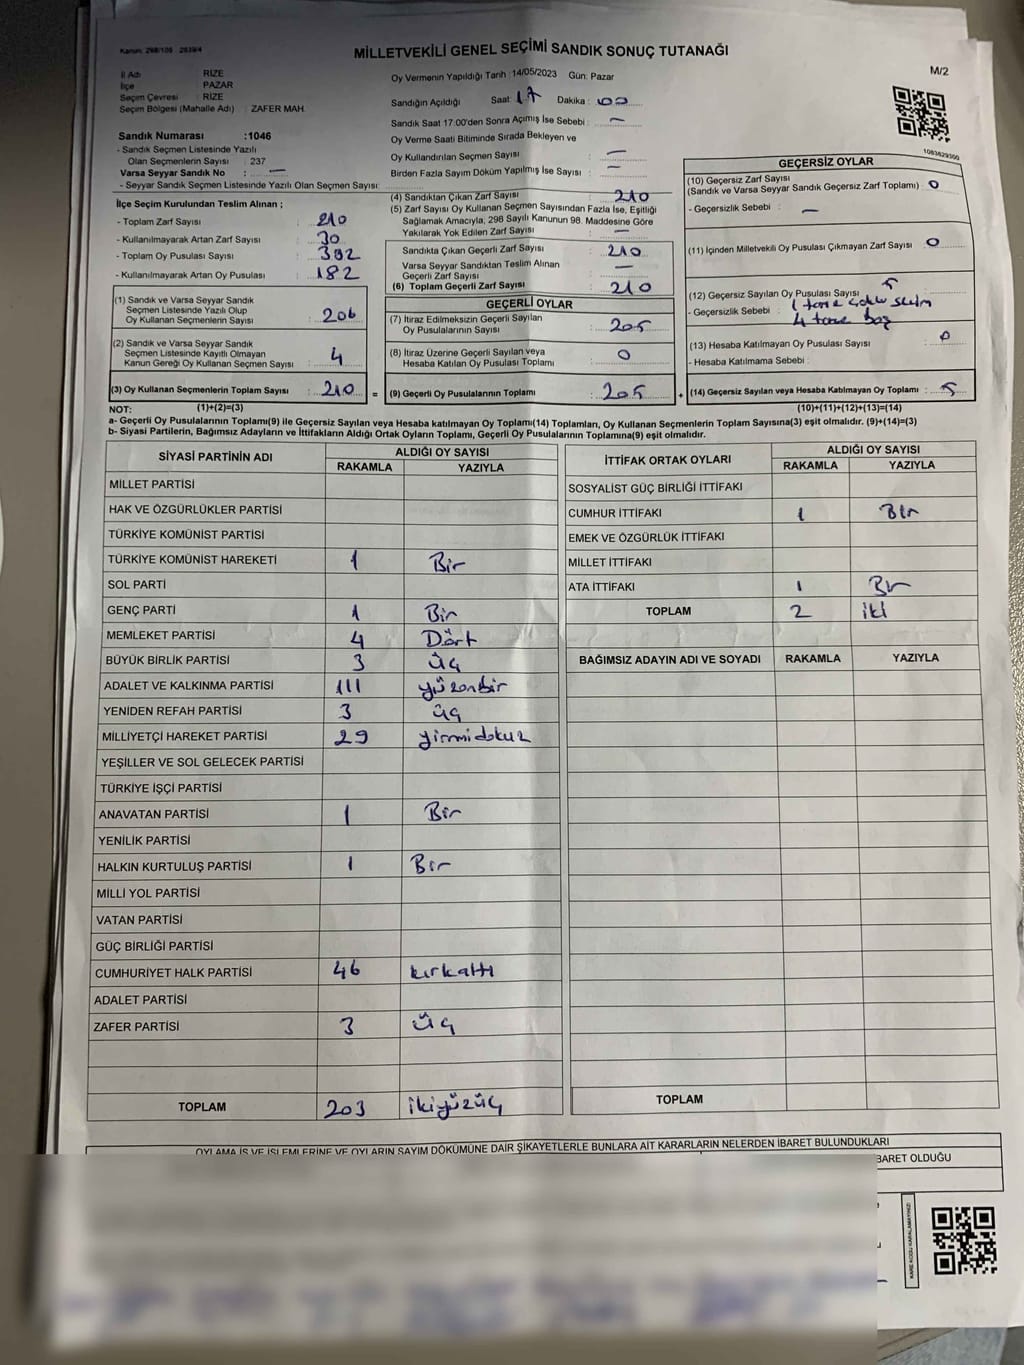 Kanun: 298/105 2839/4
MİLLETVEKİLİ GENEL SEÇİMİ SANDIK SONUÇ TUTANAĞI
M/2
İl Adı : RİZE
İlçe : PAZAR
Seçim Çevresi : RİZE
Seçim Bölgesi (Mahalle Adı) : ZAFER MAH.
Sandık Numarası :1046
- Sandık Seçmen Listesinde Yazılı
Olan Seçmenlerin Sayısı : 237
Varsa Seyyar Sandık No : —
- Seyyar Sandık Seçmen Listesinde Yazılı Olan Seçmen Sayısı:
Oy Vermenin Yapıldığı Tarih :14/05/2023 Gün: Pazar
Sandığın Açıldığı Saat: 17 Dakika : 00
Sandık Saat 17:00'den Sonra Açımış İse Sebebi : —
Oy Verme Saati Bitiminde Sırada Bekleyen ve
Oy Kullandırılan Seçmen Sayısı : —
Birden Fazla Sayım Döküm Yapılmış İse Sayısı : —
İlçe Seçim Kurulundan Teslim Alınan ;
- Toplam Zarf Sayısı : 210
- Kullanılmayarak Artan Zarf Sayısı : 30
- Toplam Oy Pusulası Sayısı : 392
- Kullanılmayarak Artan Oy Pusulası : 182
(1) Sandık ve Varsa Seyyar Sandık
Seçmen Listesinde Yazılı Olup
Oy Kullanan Seçmenlerin Sayısı : 206
(2) Sandık ve Varsa Seyyar Sandık
Seçmen Listesinde Kayıtlı Olmayan
Kanun Gereği Oy Kullanan Seçmen Sayısı : 4
(3) Oy Kullanan Seçmenlerin Toplam Sayısı : 210 =
(4) Sandıktan Çıkan Zarf Sayısı : 210
(5) Zarf Sayısı Oy Kullanan Seçmen Sayısından Fazla İse, Eşitliği
Sağlamak Amacıyla, 298 Sayılı Kanunun 98. Maddesine Göre
Yakılarak Yok Edilen Zarf Sayısı : —
Sandıkta Çıkan Geçerli Zarf Sayısı : 210
Varsa Seyyar Sandıktan Teslim Alınan
Geçerli Zarf Sayısı : —
(6) Toplam Geçerli Zarf Sayısı : 210
GEÇERLİ OYLAR
(7) İtiraz Edilmeksizin Geçerli Sayılan
Oy Pusulalarının Sayısı : 205
(8) İtiraz Üzerine Geçerli Sayılan veya
Hesaba Katılan Oy Pusulası Toplamı : 0
(9) Geçerli Oy Pusulalarının Toplamı : 205 +
1083629300
GEÇERSİZ OYLAR
(10) Geçersiz Zarf Sayısı
(Sandık ve Varsa Seyyar Sandık Geçersiz Zarf Toplamı) : 0
- Geçersizlik Sebebi : —
(11) İçinden Milletvekili Oy Pusulası Çıkmayan Zarf Sayısı : 0
(12) Geçersiz Sayılan Oy Pusulası Sayısı : 5
- Geçersizlik Sebebi : 1 tane çoklu seçim
4 tane boş
(13) Hesaba Katılmayan Oy Pusulası Sayısı : 0
- Hesaba Katılmama Sebebi :
(14) Geçersiz Sayılan veya Hesaba Katılmayan Oy Toplamı : 5
NOT: (1)+(2)=(3) (10)+(11)+(12)+(13)=(14)
a- Geçerli Oy Pusulalarının Toplamı(9) ile Geçersiz Sayılan veya Hesaba katılmayan Oy Toplamı(14) Toplamları, Oy Kullanan Seçmenlerin Toplam Sayısına(3) eşit olmalıdır. (9)+(14)=(3)
b- Siyasi Partilerin, Bağımsız Adayların ve İttifakların Aldığı Ortak Oyların Toplamı, Geçerli Oy Pusulalarının Toplamına(9) eşit olmalıdır.
SİYASİ PARTİNİN ADI ALDIĞI OY SAYISI
RAKAMLA YAZIYLA
MİLLET PARTİSİ
HAK VE ÖZGÜRLÜKLER PARTİSİ
TÜRKİYE KOMÜNİST PARTİSİ
TÜRKİYE KOMÜNİST HAREKETİ 1 Bir
SOL PARTİ
GENÇ PARTİ 1 Bir
MEMLEKET PARTİSİ 4 Dört
BÜYÜK BİRLİK PARTİSİ 3 üç
ADALET VE KALKINMA PARTİSİ 111 yüzonbir
YENİDEN REFAH PARTİSİ 3 üç
MİLLİYETÇİ HAREKET PARTİSİ 29 yirmidokuz
YEŞİLLER VE SOL GELECEK PARTİSİ
TÜRKİYE İŞÇİ PARTİSİ
ANAVATAN PARTİSİ 1 Bir
YENİLİK PARTİSİ
HALKIN KURTULUŞ PARTİSİ 1 Bir
MİLLİ YOL PARTİSİ
VATAN PARTİSİ
GÜÇ BİRLİĞİ PARTİSİ
CUMHURİYET HALK PARTİSİ 46 kırkaltı
ADALET PARTİSİ
ZAFER PARTİSİ 3 üç
TOPLAM 203 ikiyüzüç
İTTİFAK ORTAK OYLARI ALDIĞI OY SAYISI
RAKAMLA YAZIYLA
SOSYALİST GÜÇ BİRLİĞİ İTTİFAKI
CUMHUR İTTİFAKI 1 Bir
EMEK VE ÖZGÜRLÜK İTTİFAKI
MİLLET İTTİFAKI
ATA İTTİFAKI 1 Bir
TOPLAM 2 iki
BAĞIMSIZ ADAYIN ADI VE SOYADI RAKAMLA YAZIYLA
TOPLAM
OYLAMA İŞ VE İŞLEMLERİNE VE OYLARIN SAYIM DÖKÜMÜNE DAİR ŞİKAYETLERLE BUNLARA AİT KARARLARIN NELERDEN İBARET BULUNDUKLARI
BARET OLDUĞU
KARE KODU KARALAMAYINIZ!